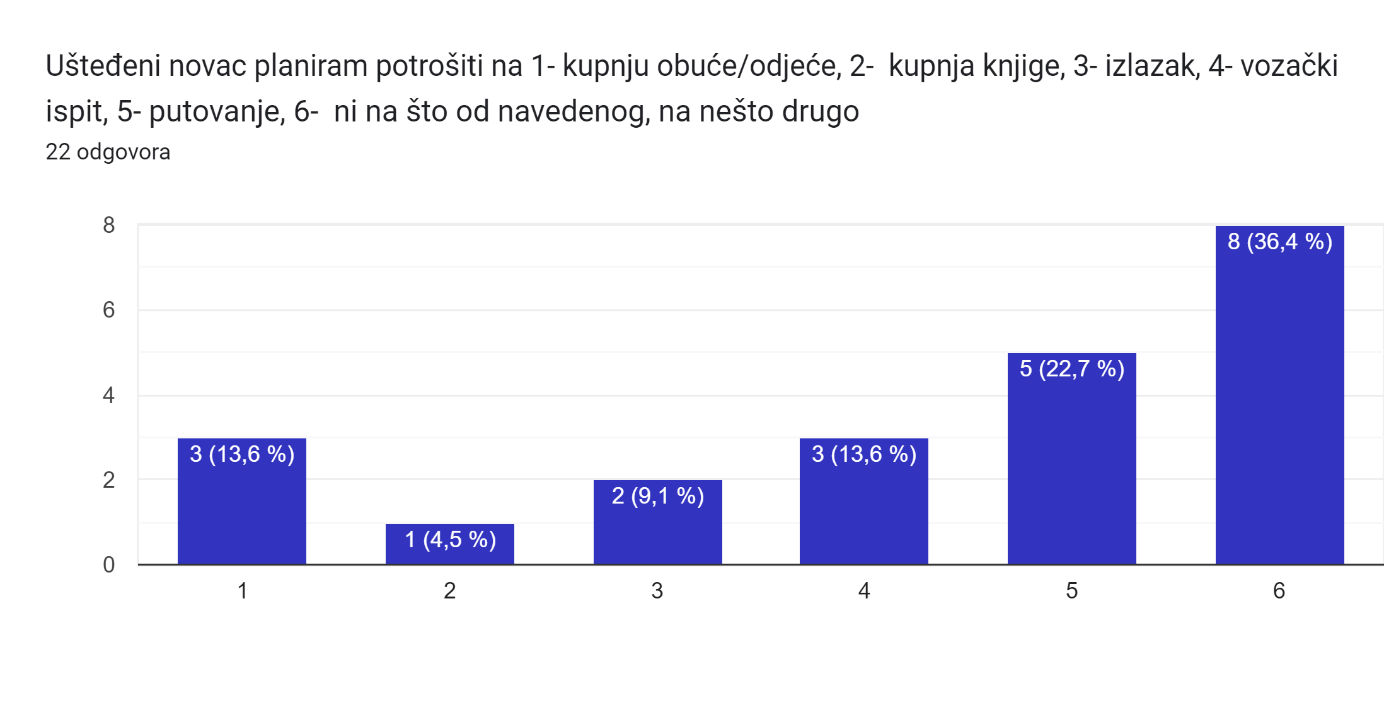 Ušteđeni novac planiram potrošiti na 1- kupnju obuće/odjeće, 2-  kupnja knjige, 3- izlazak, 4- vozački
ispit, 5- putovanje, 6-  ni na što od navedenog, na nešto drugo
22 odgovora
8
6
4
2
0
3 (13,6 %)
1 (4,5 %)
2 (9,1 %)
3 (13,6 %)
5 (22,7 %)
8 (36,4 %)
1 2 3 4 5 6